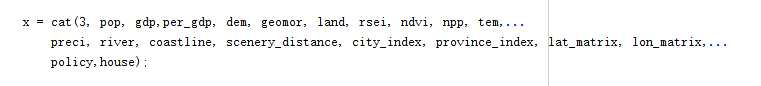 x = cat(3, pop, gdp,per_gdp, dem, geomor, land, rsei, ndvi, npp, tem,...
preci, river, coastline, scenery_distance, city_index, province_index, lat_matrix, lon_matrix,...
policy,house);